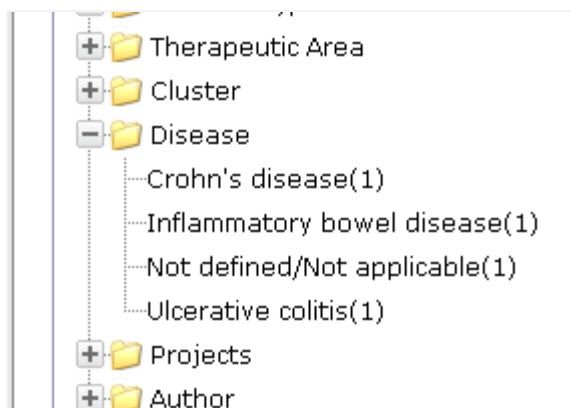 Therapeutic Area
Cluster
Disease
Crohn's disease(1)
Inflammatory bowel disease(1)
Not defined/Not applicable(1)
Ulcerative colitis(1)
Projects
Author